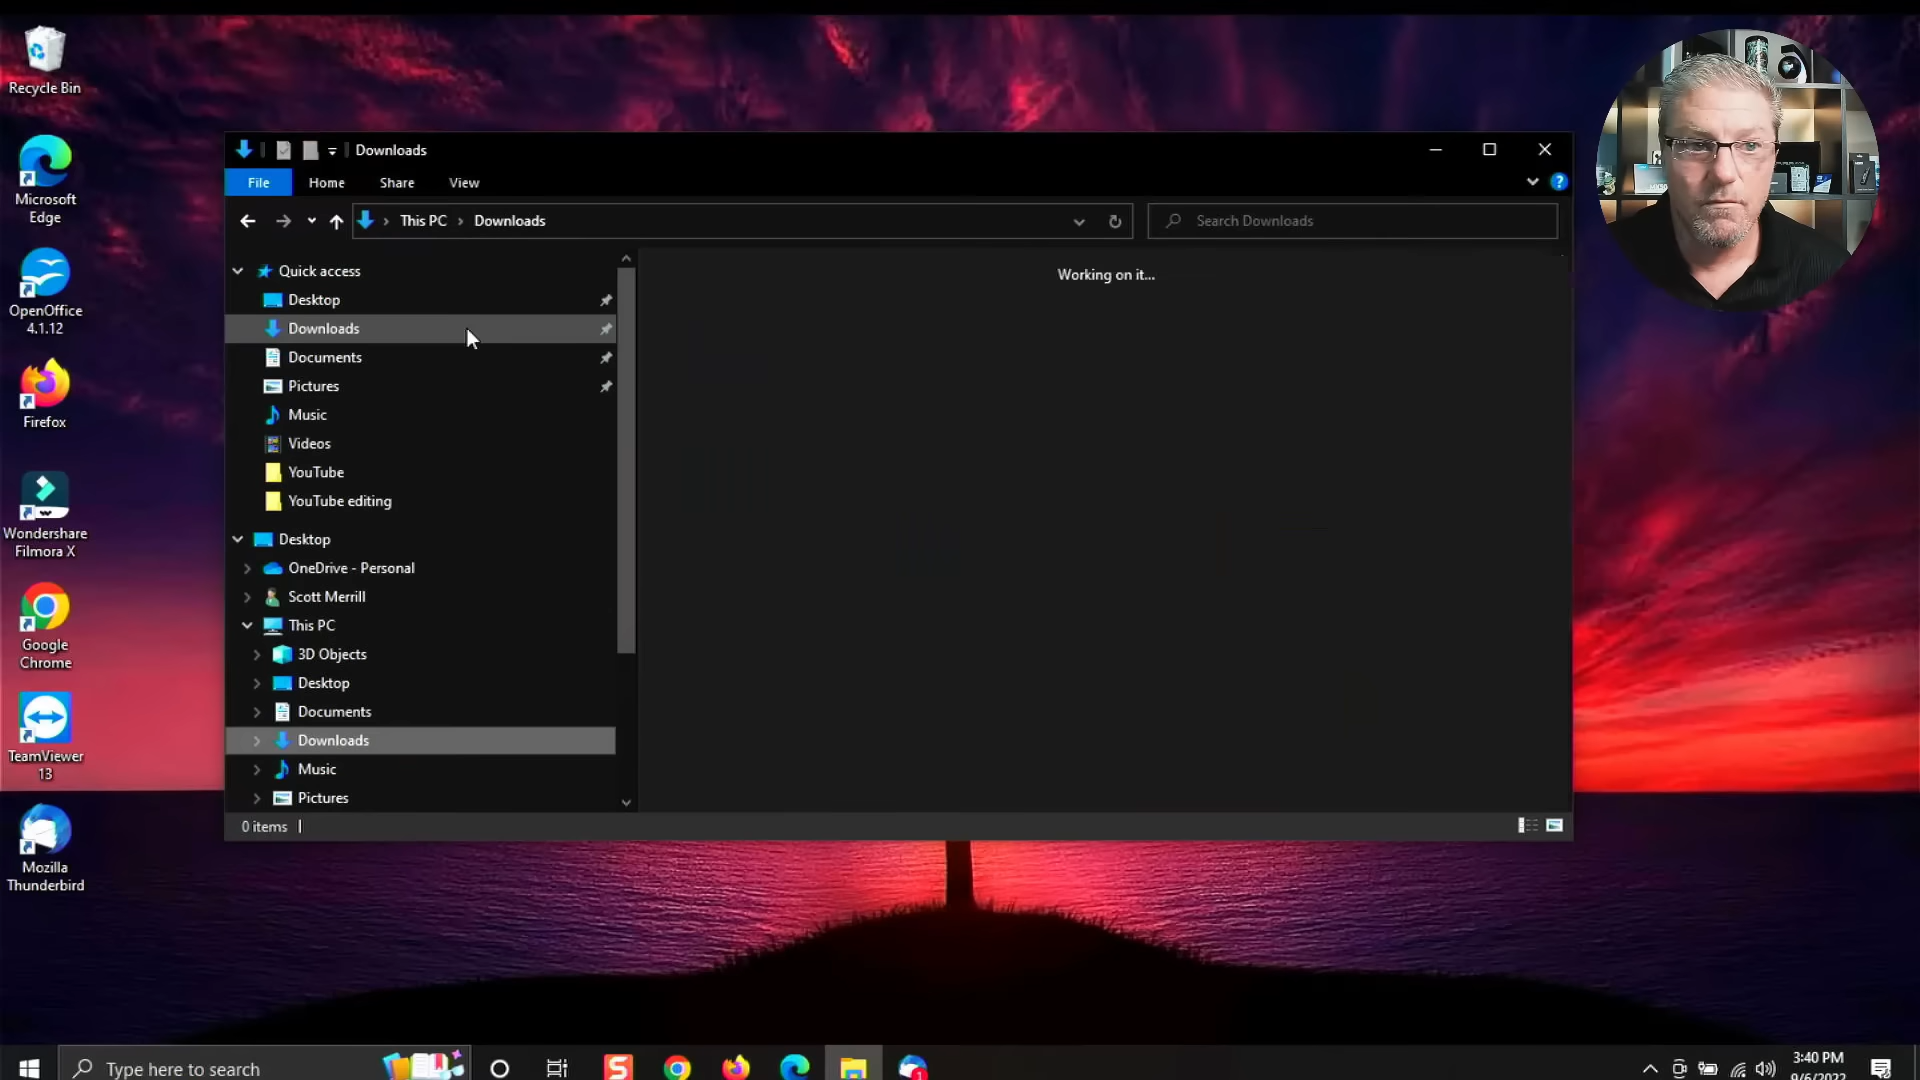 Recycle Bin
Microsoft
Edge
OpenOffice
4.1.12
Firefox
Wondershare
Filmora X
Google
Chrome
TeamViewer
13
Mozilla
Thunderbird
Downloads
File
Home
Share
View
This PC
Downloads
Search Downloads
Quick access
Desktop
Downloads
Documents
Pictures
Music
Videos
YouTube
YouTube editing
Desktop
OneDrive - Personal
Scott Merrill
This PC
3D Objects
Desktop
Documents
Downloads
Music
Pictures
Working on it...
0 items
Type here to search
3:40 PM
9/6/2022